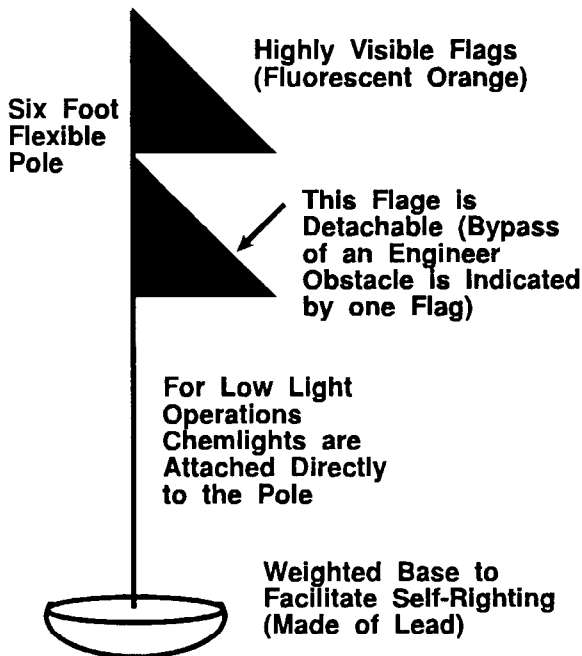 Highly Visible Flags
(Fluorescent Orange)
Six Foot
Flexible
Pole
This Flage is
Detachable (Bypass
of an Engineer
Obstacle is Indicated
by one Flag)
For Low Light
Operations
Chemlights are
Attached Directly
to the Pole
Weighted Base to
Facilitate Self-Righting
(Made of Lead)